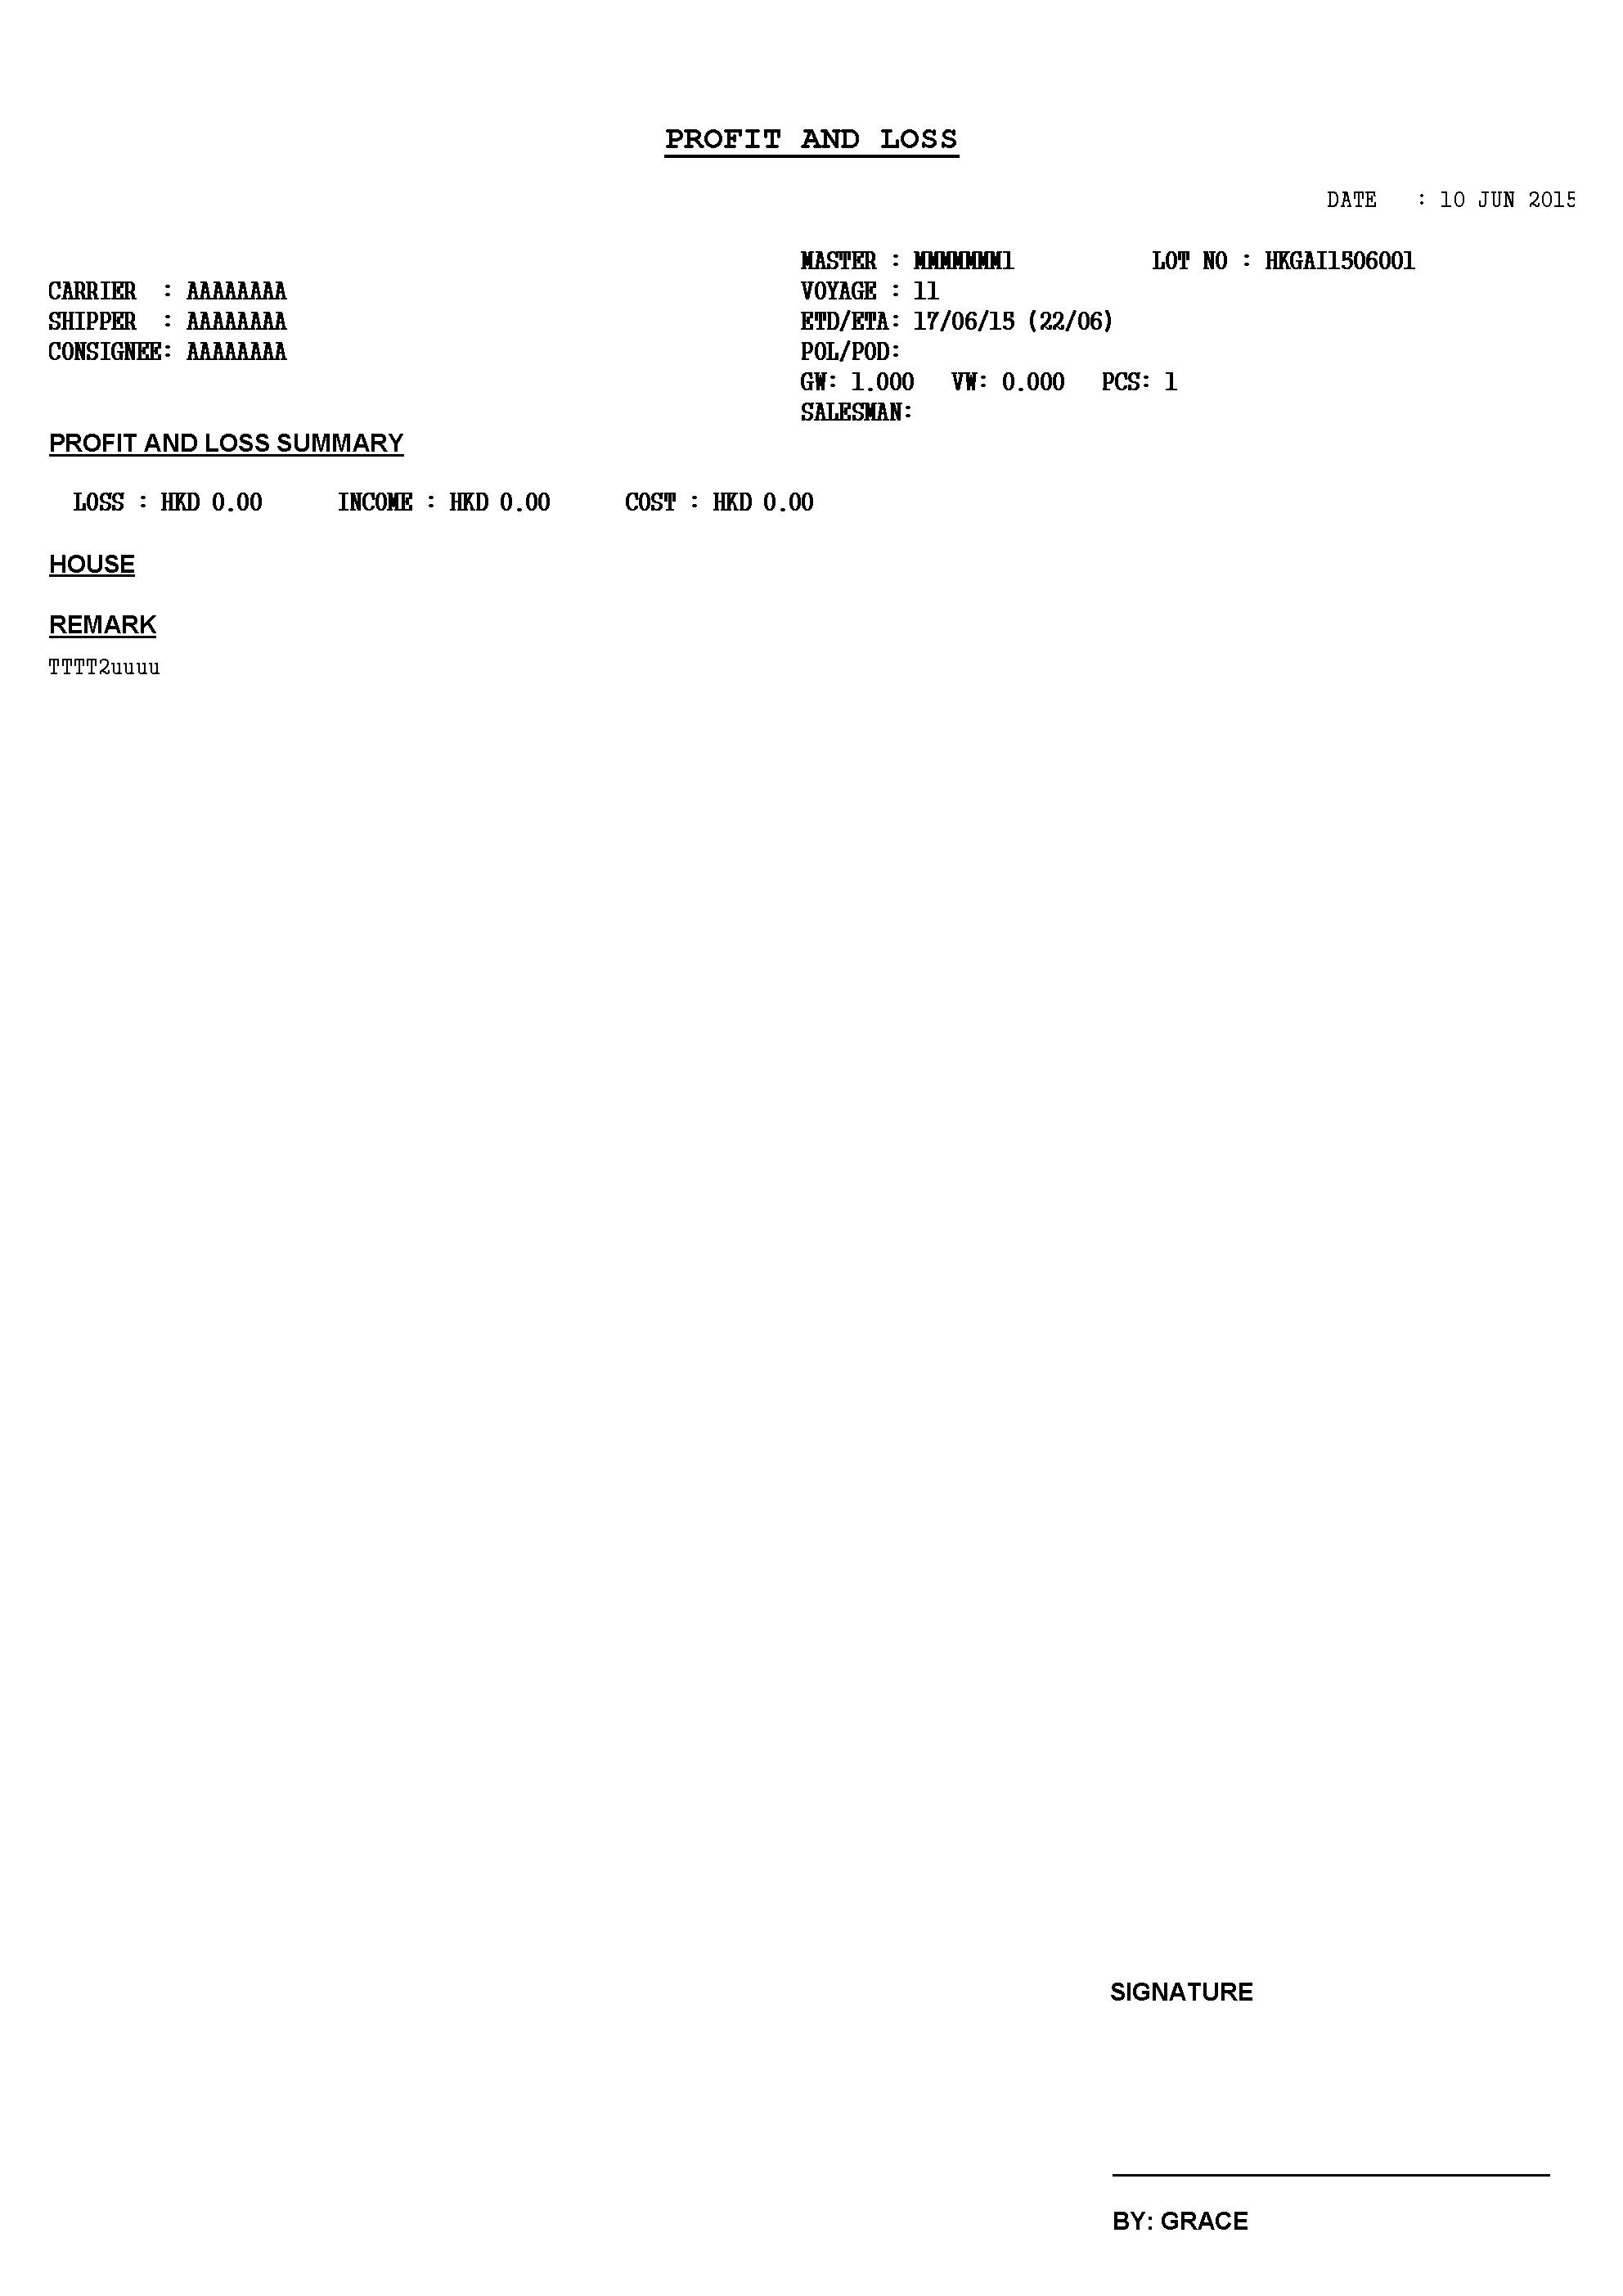 PROFIT AND LOSS
DATE : 10 JUN 2015
MASTER : MMMMMMM1 LOT NO : HKGAI1506001
CARRIER : AAAAAAAA
VOYAGE : 11
SHIPPER : AAAAAAAA
ETD/ETA: 17/06/15 (22/06)
CONSIGNEE: AAAAAAAA
POL/POD:
GW: 1.000 VW: 0.000 PCS: 1
SALESMAN:
PROFIT AND LOSS SUMMARY
LOSS : HKD 0.00 INCOME : HKD 0.00 COST : HKD 0.00
HOUSE
REMARK
TTTT2uuuu
SIGNATURE
BY: GRACE